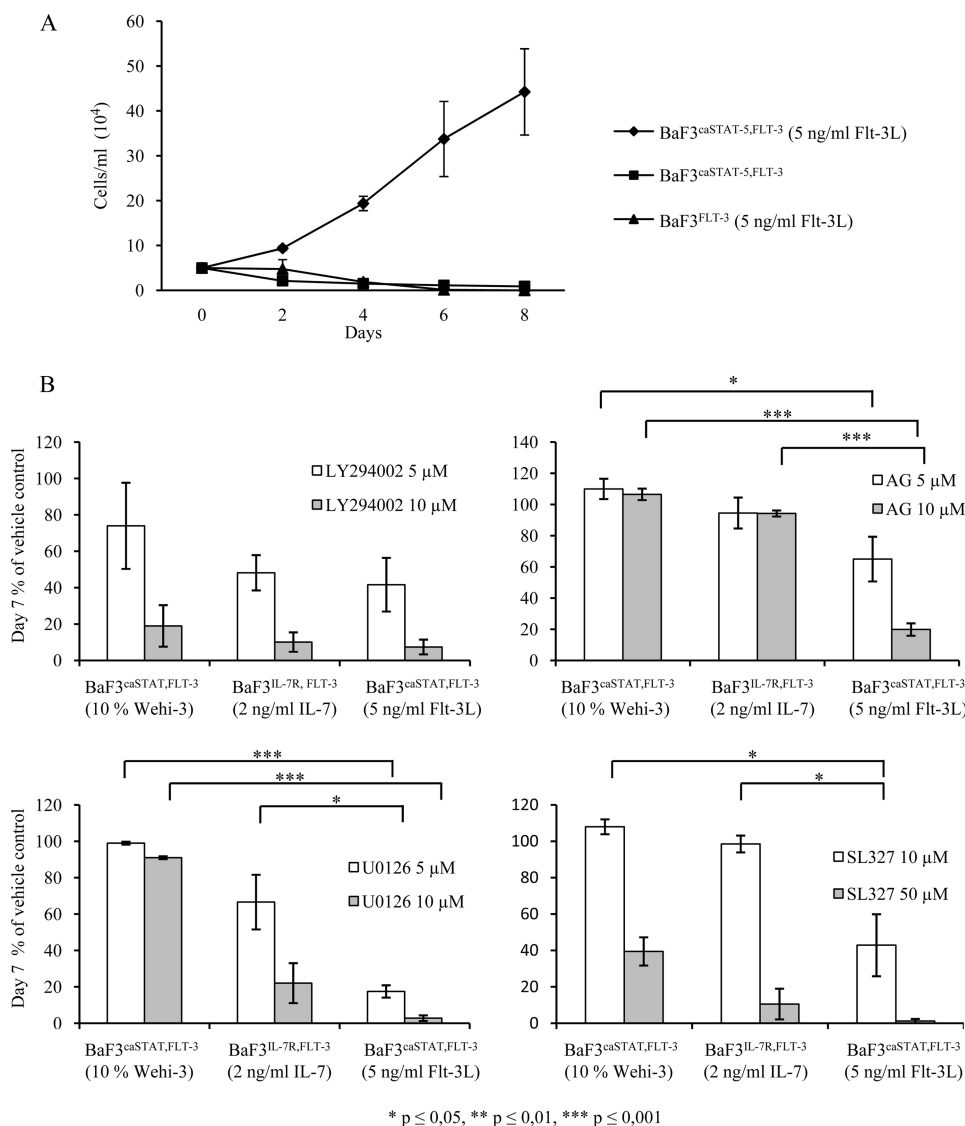 A
60
50
40
30
20
10
0
Cells/ml (10⁴)
0 2 4 6 8
Days
BaF3caSTAT-5,FLT-3 (5 ng/ml Flt-3L)
BaF3caSTAT-5,FLT-3
BaF3FLT-3 (5 ng/ml Flt-3L)
B
120
100
80
60
40
20
0
Day 7 % of vehicle control
LY294002 5 µM
LY294002 10 µM
BaF3caSTAT,FLT-3 BaF3IL-7R, FLT-3 BaF3caSTAT,FLT-3
(10 % Wehi-3) (2 ng/ml IL-7) (5 ng/ml Flt-3L)
*
***
***
140
120
100
80
60
40
20
0
AG 5 µM
AG 10 µM
BaF3caSTAT,FLT-3 BaF3IL-7R,FLT-3 BaF3caSTAT,FLT-3
(10 % Wehi-3) (2 ng/ml IL-7) (5 ng/ml Flt-3L)
***
***
*
120
100
80
60
40
20
0
Day 7 % of vehicle control
U0126 5 µM
U0126 10 µM
BaF3caSTAT,FLT-3 BaF3IL-7R,FLT-3 BaF3caSTAT,FLT-3
(10 % Wehi-3) (2 ng/ml IL-7) (5 ng/ml Flt-3L)
*
*
120
100
80
60
40
20
0
SL327 10 µM
SL327 50 µM
BaF3caSTAT,FLT-3 BaF3IL-7R,FLT-3 BaF3caSTAT,FLT-3
(10 % Wehi-3) (2 ng/ml IL-7) (5 ng/ml Flt-3L)
* p ≤ 0,05, ** p ≤ 0,01, *** p ≤ 0,001